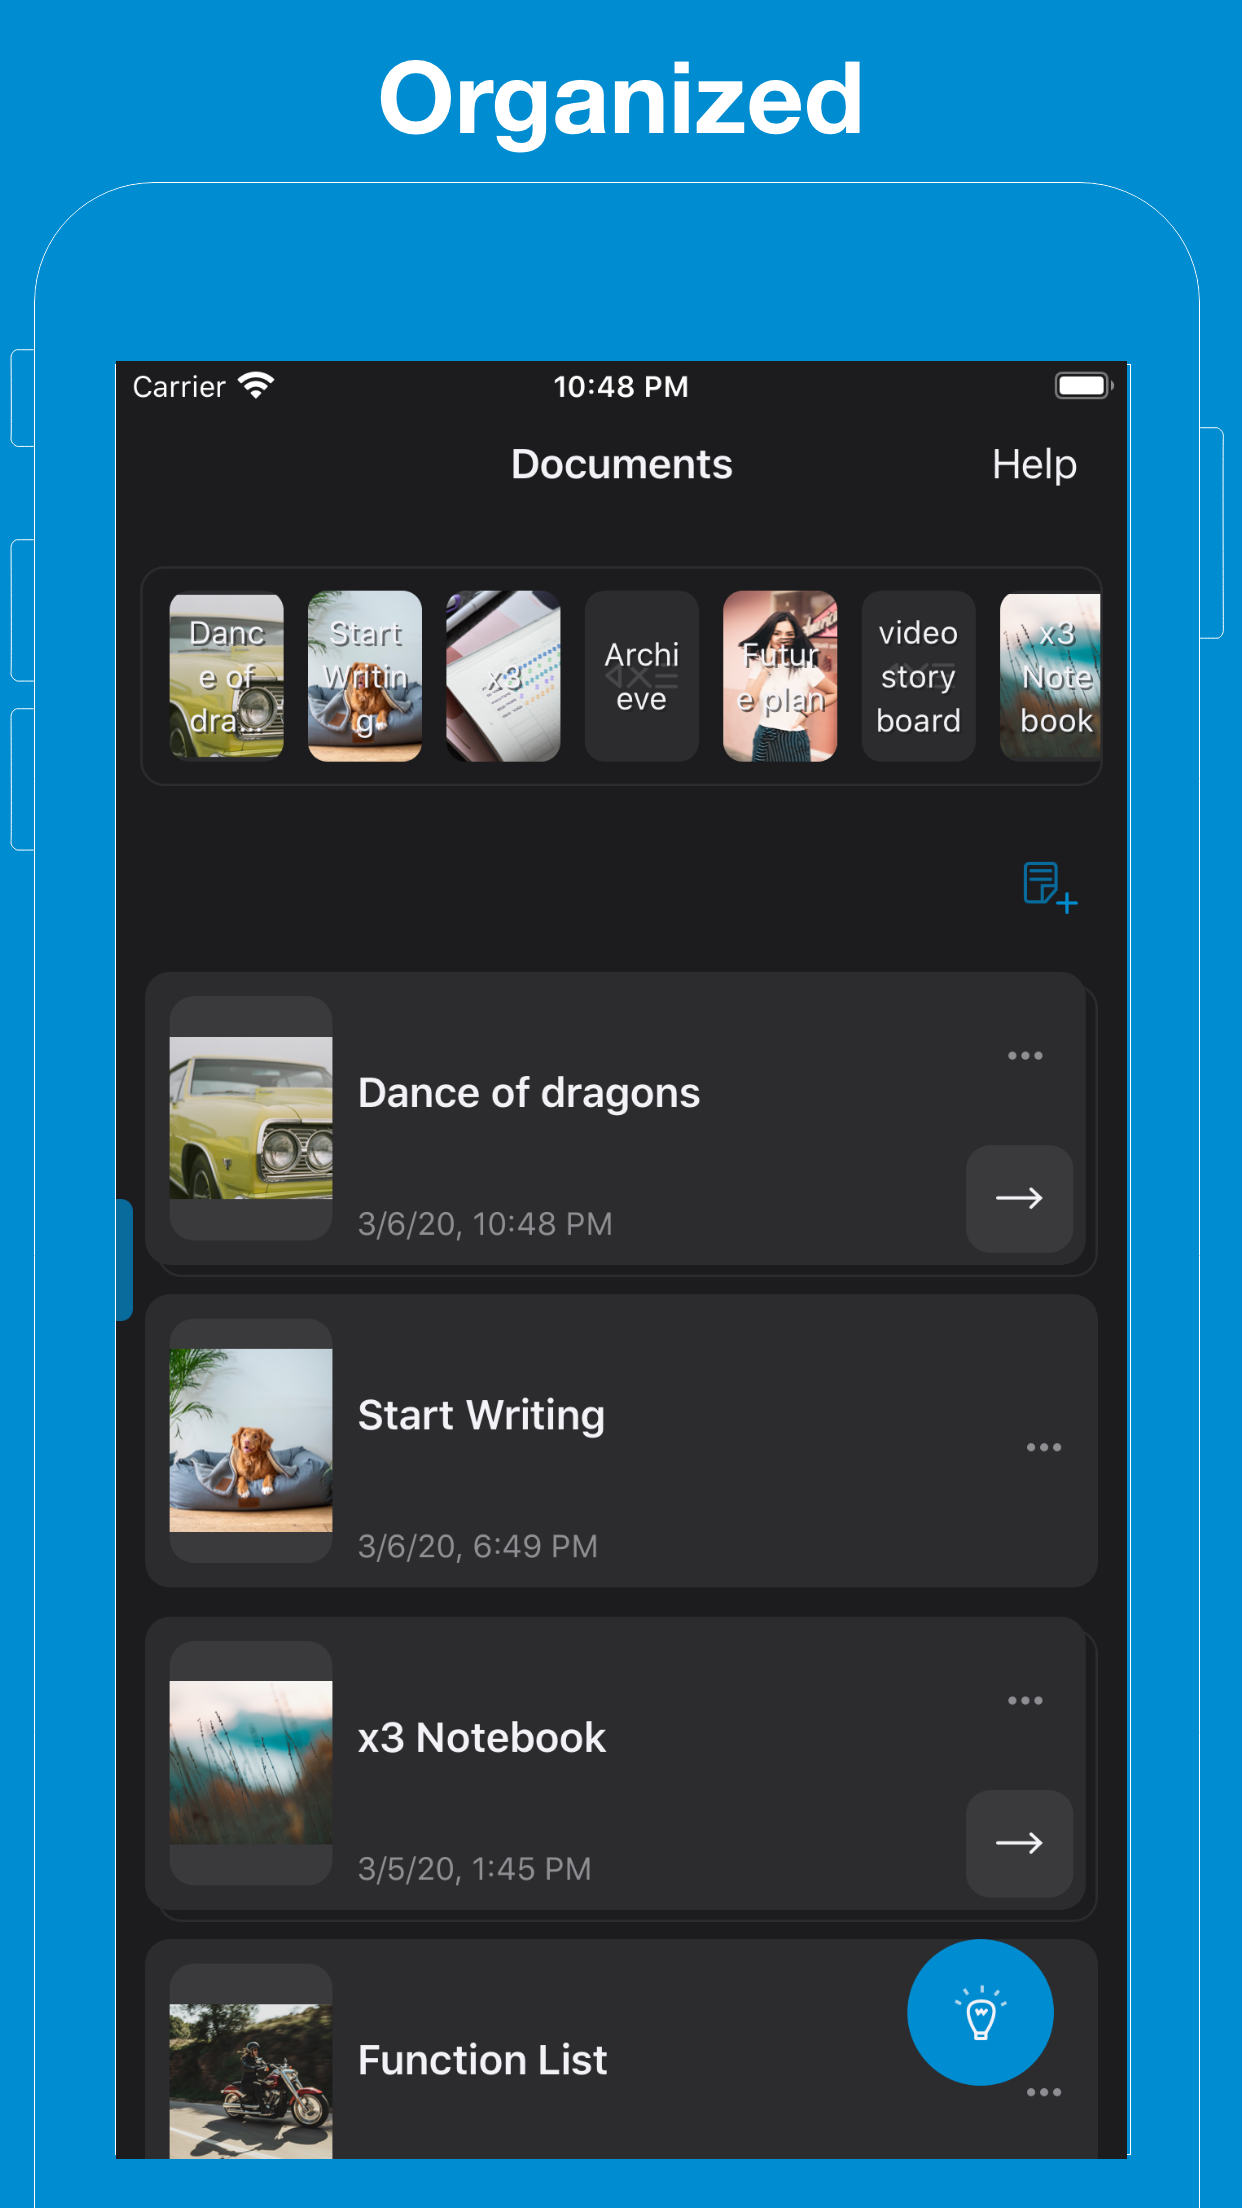 Organized
Carrier
10:48 PM
Documents
Help
Danc
e of
dra...
Start
Writin
g
x3
Archi
eve
Futur
e plan
video
story
board
x3
Note
book
Dance of dragons
3/6/20, 10:48 PM
Start Writing
3/6/20, 6:49 PM
x3 Notebook
3/5/20, 1:45 PM
Function List